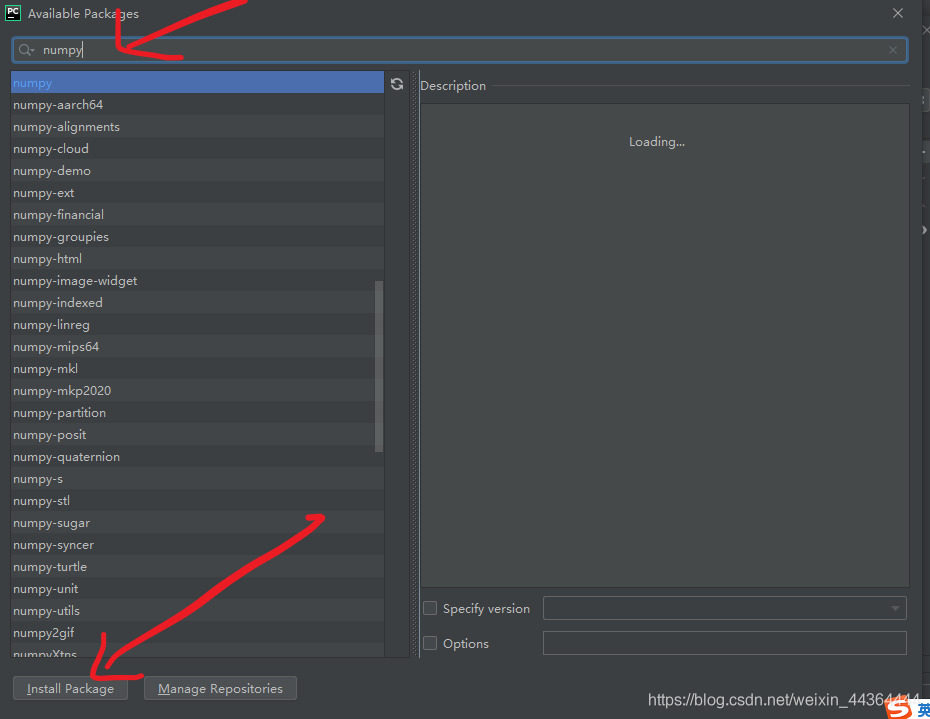 PC Available Packages
numpy
numpy
numpy-aarch64
numpy-alignments
numpy-cloud
numpy-demo
numpy-ext
numpy-financial
numpy-groupies
numpy-html
numpy-image-widget
numpy-indexed
numpy-linreg
numpy-mips64
numpy-mkl
numpy-mkp2020
numpy-partition
numpy-posit
numpy-quaternion
numpy-s
numpy-stl
numpy-sugar
numpy-syncer
numpy-turtle
numpy-unit
numpy-utils
numpy2gif
numpyXtns
Description
Loading...
Specify version
Options
Install Package
Manage Repositories
https://blog.csdn.net/weixin_44364444
S 英